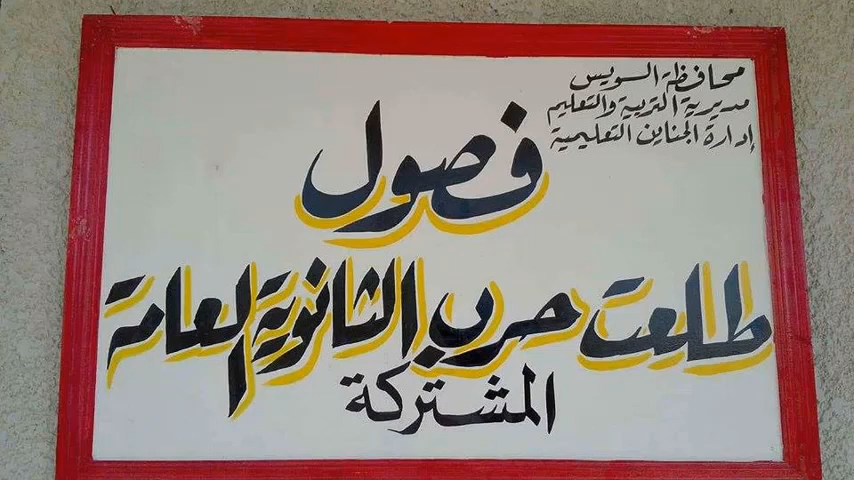 محافظة السويس
مديرية التربية والتعليم
إدارة الجناين التعليمية
فصول
طلعت حرب الثانوية العامة
المشتركة